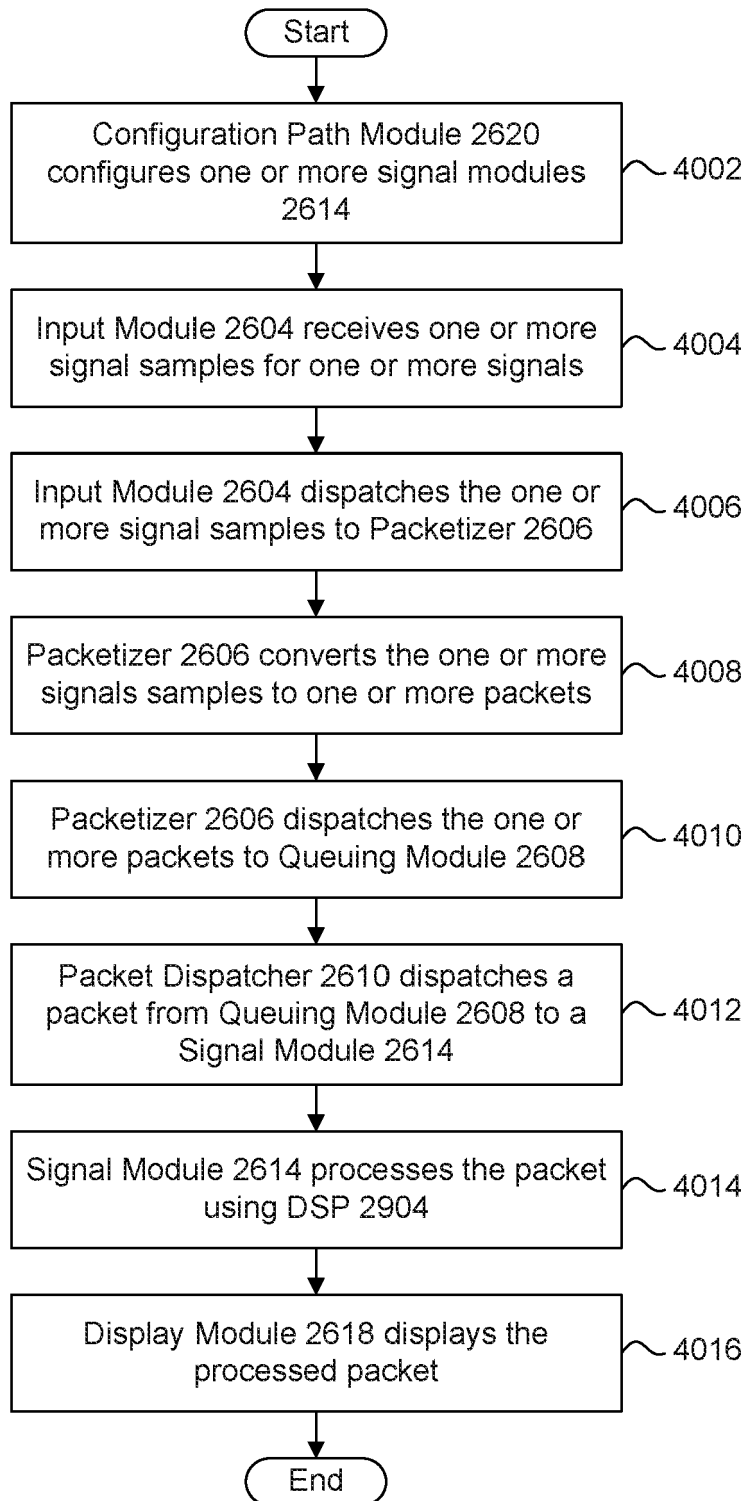 Start
Configuration Path Module 2620
configures one or more signal modules
2614
4002
Input Module 2604 receives one or more
signal samples for one or more signals
4004
Input Module 2604 dispatches the one or
more signal samples to Packetizer 2606
4006
Packetizer 2606 converts the one or more
signals samples to one or more packets
4008
Packetizer 2606 dispatches the one or
more packets to Queuing Module 2608
4010
Packet Dispatcher 2610 dispatches a
packet from Queuing Module 2608 to a
Signal Module 2614
4012
Signal Module 2614 processes the packet
using DSP 2904
4014
Display Module 2618 displays the
processed packet
4016
End